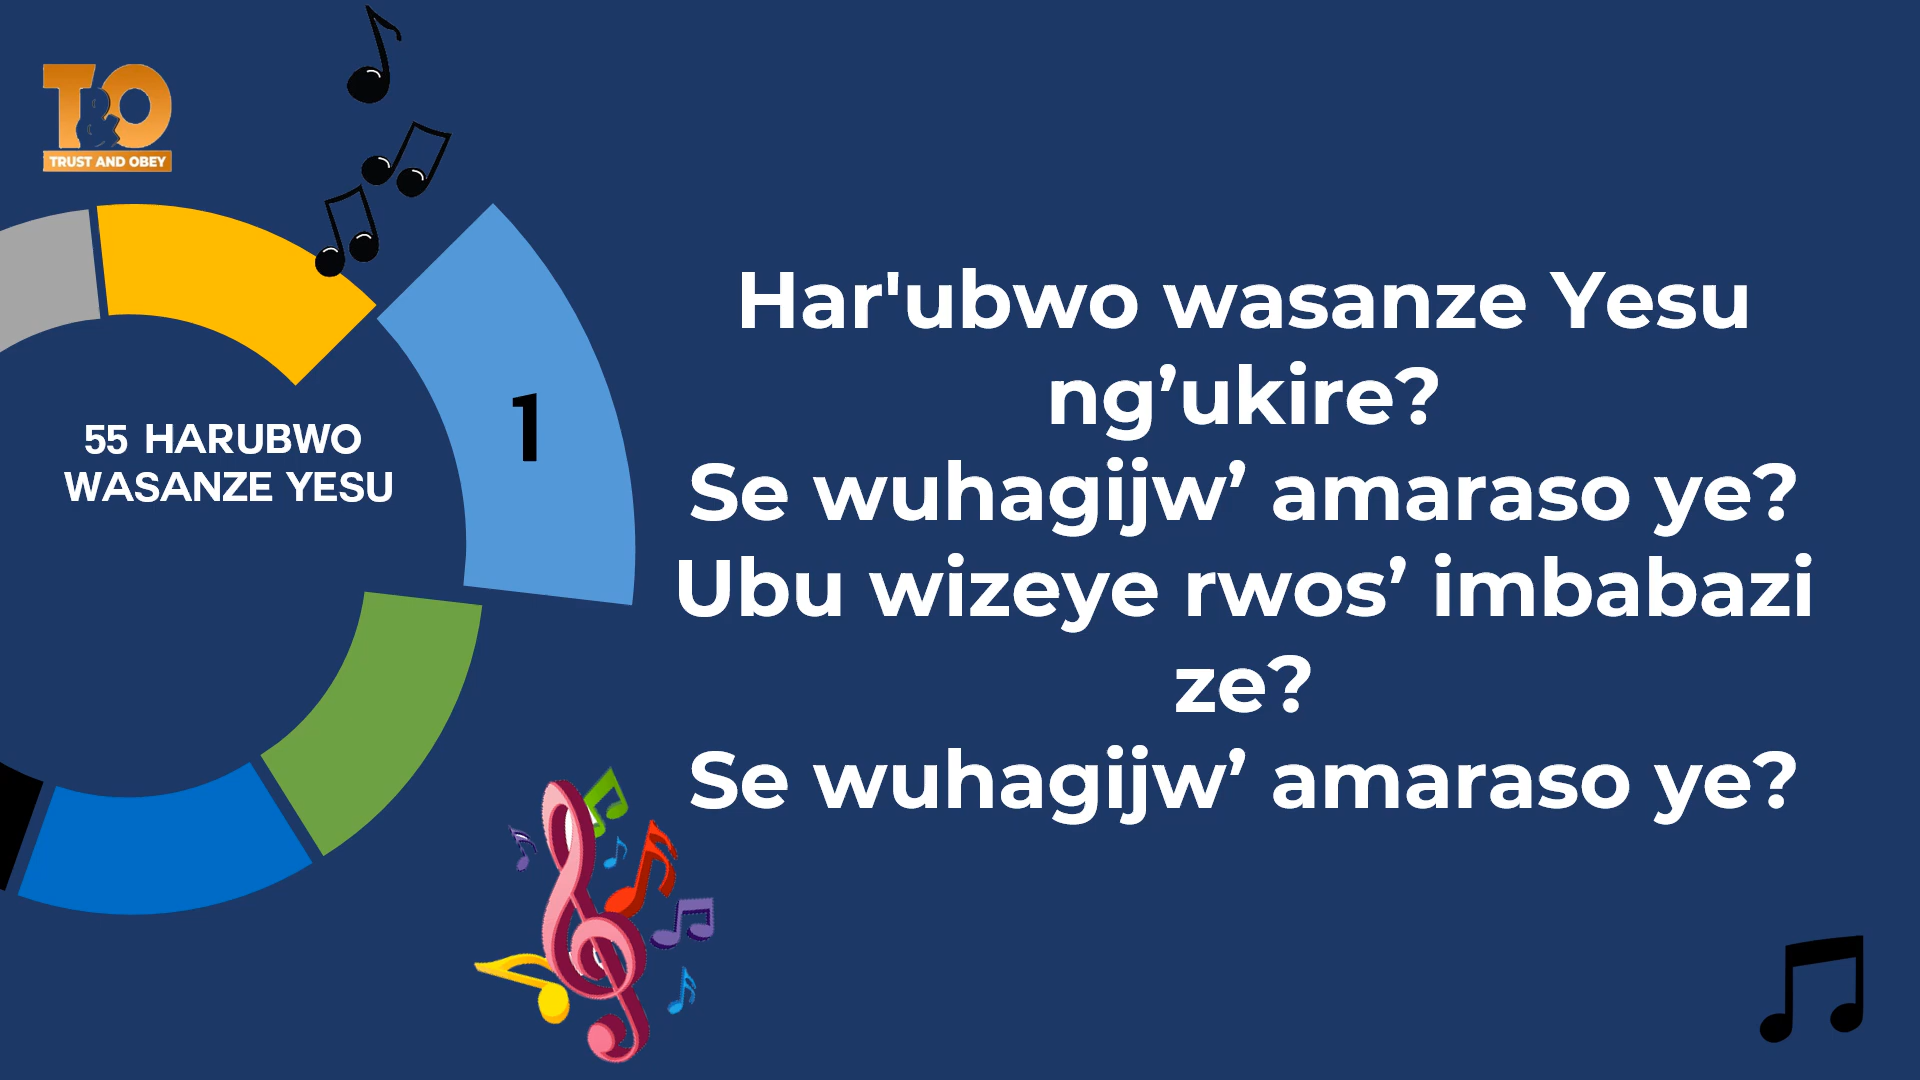 T&O
TRUST AND OBEY
55 HARUBWO
WASANZE YESU
1
Har'ubwo wasanze Yesu
ng’ukire?
Se wuhagijw’ amaraso ye?
Ubu wizeye rwos’ imbabazi
ze?
Se wuhagijw’ amaraso ye?